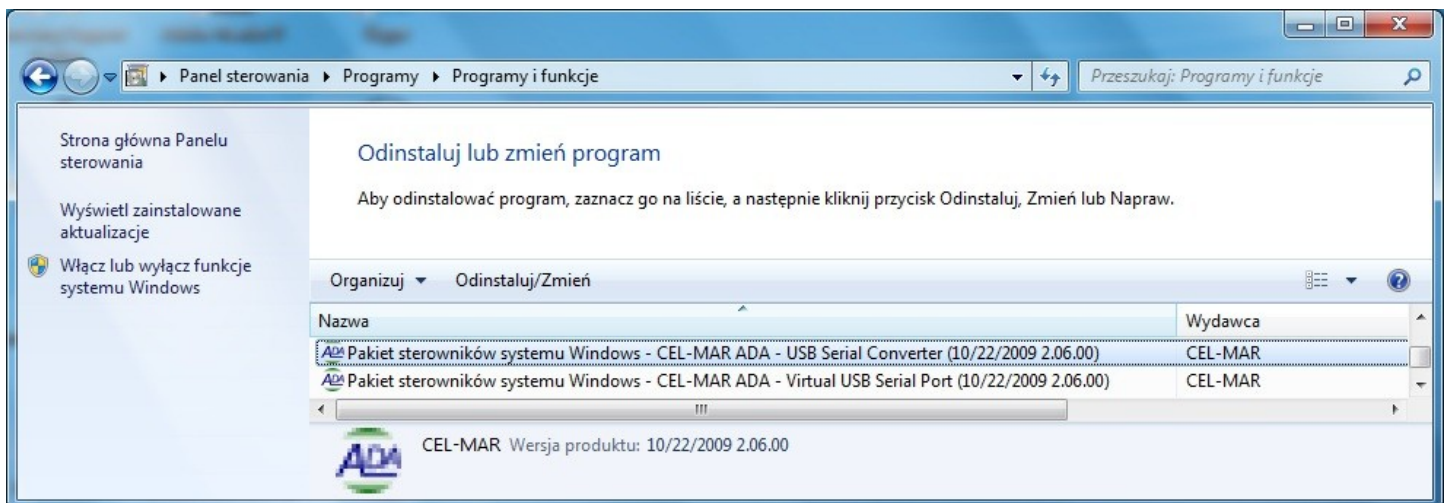 Panel sterowania ▸ Programy ▸ Programy i funkcje
Przeszukaj: Programy i funkcje
Strona główna Panelu
sterowania
Wyświetl zainstalowane
aktualizacje
Włącz lub wyłącz funkcje
systemu Windows
Odinstaluj lub zmień program
Aby odinstalować program, zaznacz go na liście, a następnie kliknij przycisk Odinstaluj, Zmień lub Napraw.
Organizuj Odinstaluj/Zmień
Nazwa Wydawca
ADA Pakiet sterowników systemu Windows - CEL-MAR ADA - USB Serial Converter (10/22/2009 2.06.00) CEL-MAR
ADA Pakiet sterowników systemu Windows - CEL-MAR ADA - Virtual USB Serial Port (10/22/2009 2.06.00) CEL-MAR
ADA CEL-MAR Wersja produktu: 10/22/2009 2.06.00